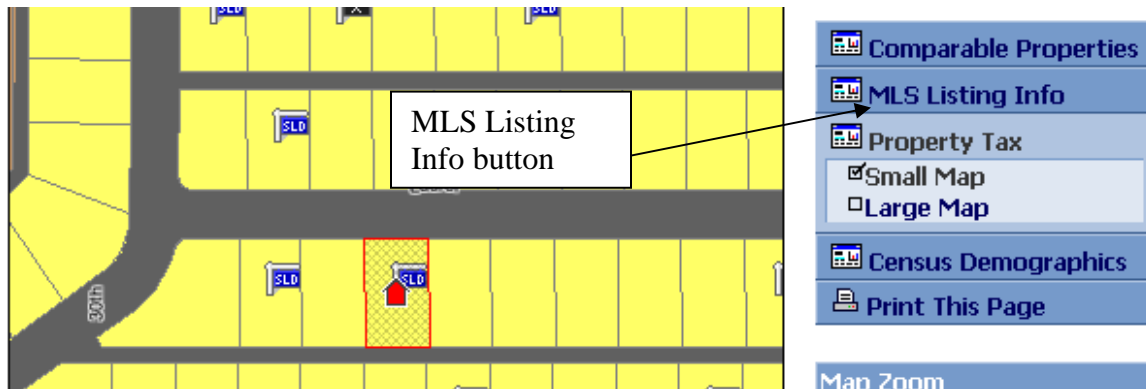 SLD
X
SLD
SLD
MLS Listing
Info button
SLD
SLD
30th
Comparable Properties
MLS Listing Info
Property Tax
Small Map
Large Map
Census Demographics
Print This Page
Map Zoom